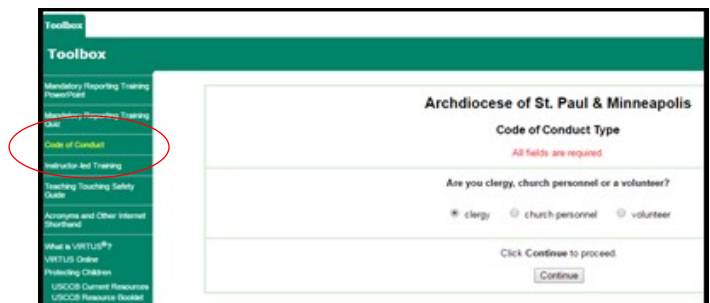 Toolbox
Toolbox
Mandatory Reporting Training
PowerPoint
Mandatory Reporting Training
Quiz
Code of Conduct
Instructor-led Training
Teaching Touching Safety
Guide
Acronyms and Other Internet
Shorthand
What is VIRTUS®?
VIRTUS Online
Protecting Children
USCCB Current Resources
USCCB Resource Booklet
Archdiocese of St. Paul & Minneapolis
Code of Conduct Type
All fields are required.
Are you clergy, church personnel or a volunteer?
clergy church personnel volunteer
Click Continue to proceed.
Continue